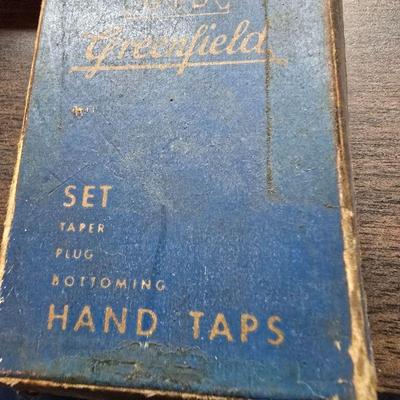 Greenfield
SET
TAPER
PLUG
BOTTOMING
HAND TAPS